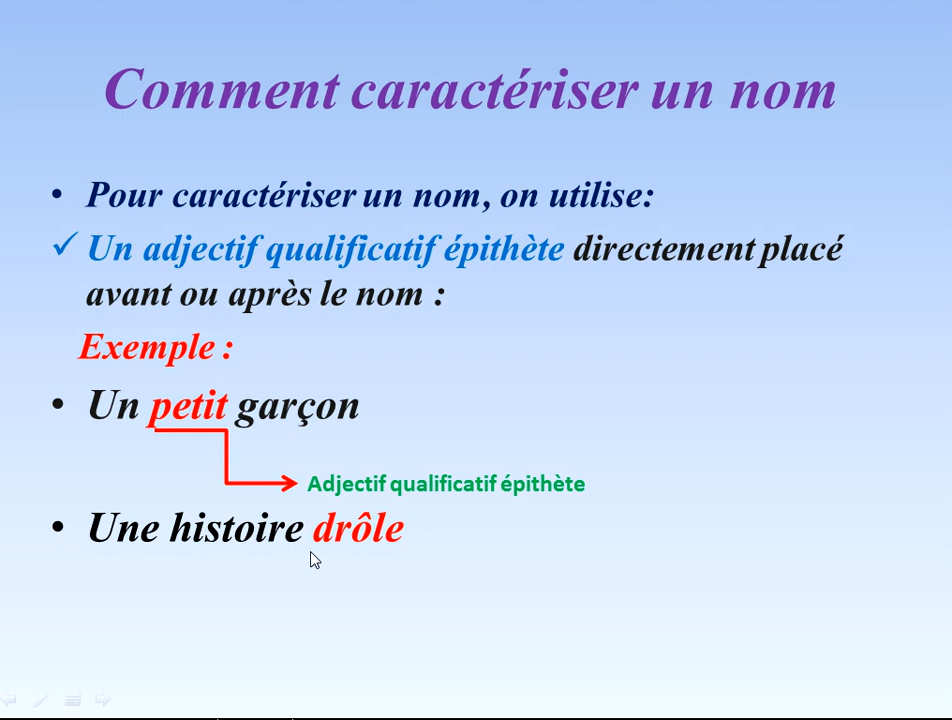 Comment caractériser un nom
• Pour caractériser un nom, on utilise:
✓ Un adjectif qualificatif épithète directement placé
avant ou après le nom :
Exemple :
• Un petit garçon
Adjectif qualificatif épithète
• Une histoire drôle